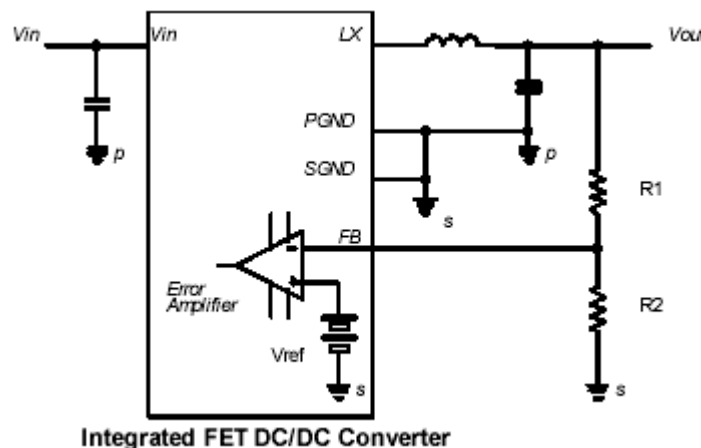 Vin
Vin
LX
Vout
p
PGND
p
SGND
s
R1
FB
Error
Amplifier
Vref
s
R2
s
Integrated FET DC/DC Converter